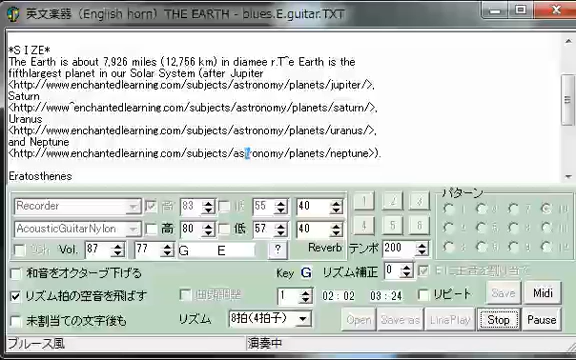 英文楽器 (English horn) THE EARTH - blues.E.guitar.TXT
*SIZE*
The Earth is about 7,926 miles (12,756 km) in diamee r.T~e Earth is the
fifthlargest planet in our Solar System (after Jupiter
<http://www.enchantedlearning.com/subjects/astronomy/planets/jupiter/>,
Saturn
<http://www~enchantedlearning.com/subjects/astronomy/planets/saturn/>,
Uranus
<http://www.enchantedlearning.com/subjects/astronomy/planets/uranus/>,
and Neptune
<http://www.enchantedlearning.com/subjects/astronomy/planets/neptune>).
Eratosthenes
Recorder 高 83 低 55 40 1 2 3 パターン
AcousticGuitarNylon 高 80 低 57 40 4 5 6
Vol. 87 77 G E ? Reverb テンポ 200
和音をオクターブ下げる Key G リズム補正 0
リズム拍の空音を飛ばす 1 02:02 03:24 リピート Save Midi
未割当ての文字後も リズム 8拍(4拍子) Open Save as LinePlay Stop Pause
ブルース風 演奏中